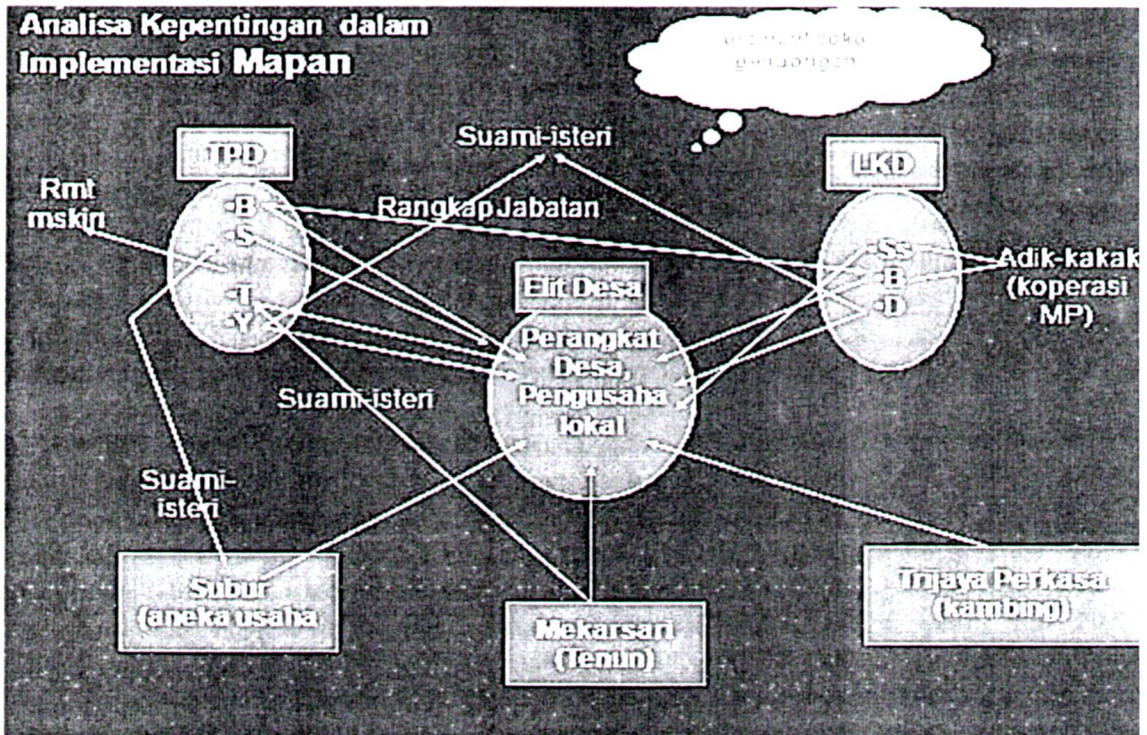 Analisa Kepentingan dalam
Implementasi Mapan
Suami-isteri
TPD
LKD
Rmt
mskin
-B
-S
-T
-Y
Rangkap Jabatan
-Ss
-B
-D
Adik-kakak
(koperasi
MP)
Elit Desa
Perangkat
Desa,
Pengusaha
lokal
Suami-isteri
Suami-
isteri
Subur
(aneka usaha
Mekarsari
(Tenun)
Trijaya Perkasa
(kambing)